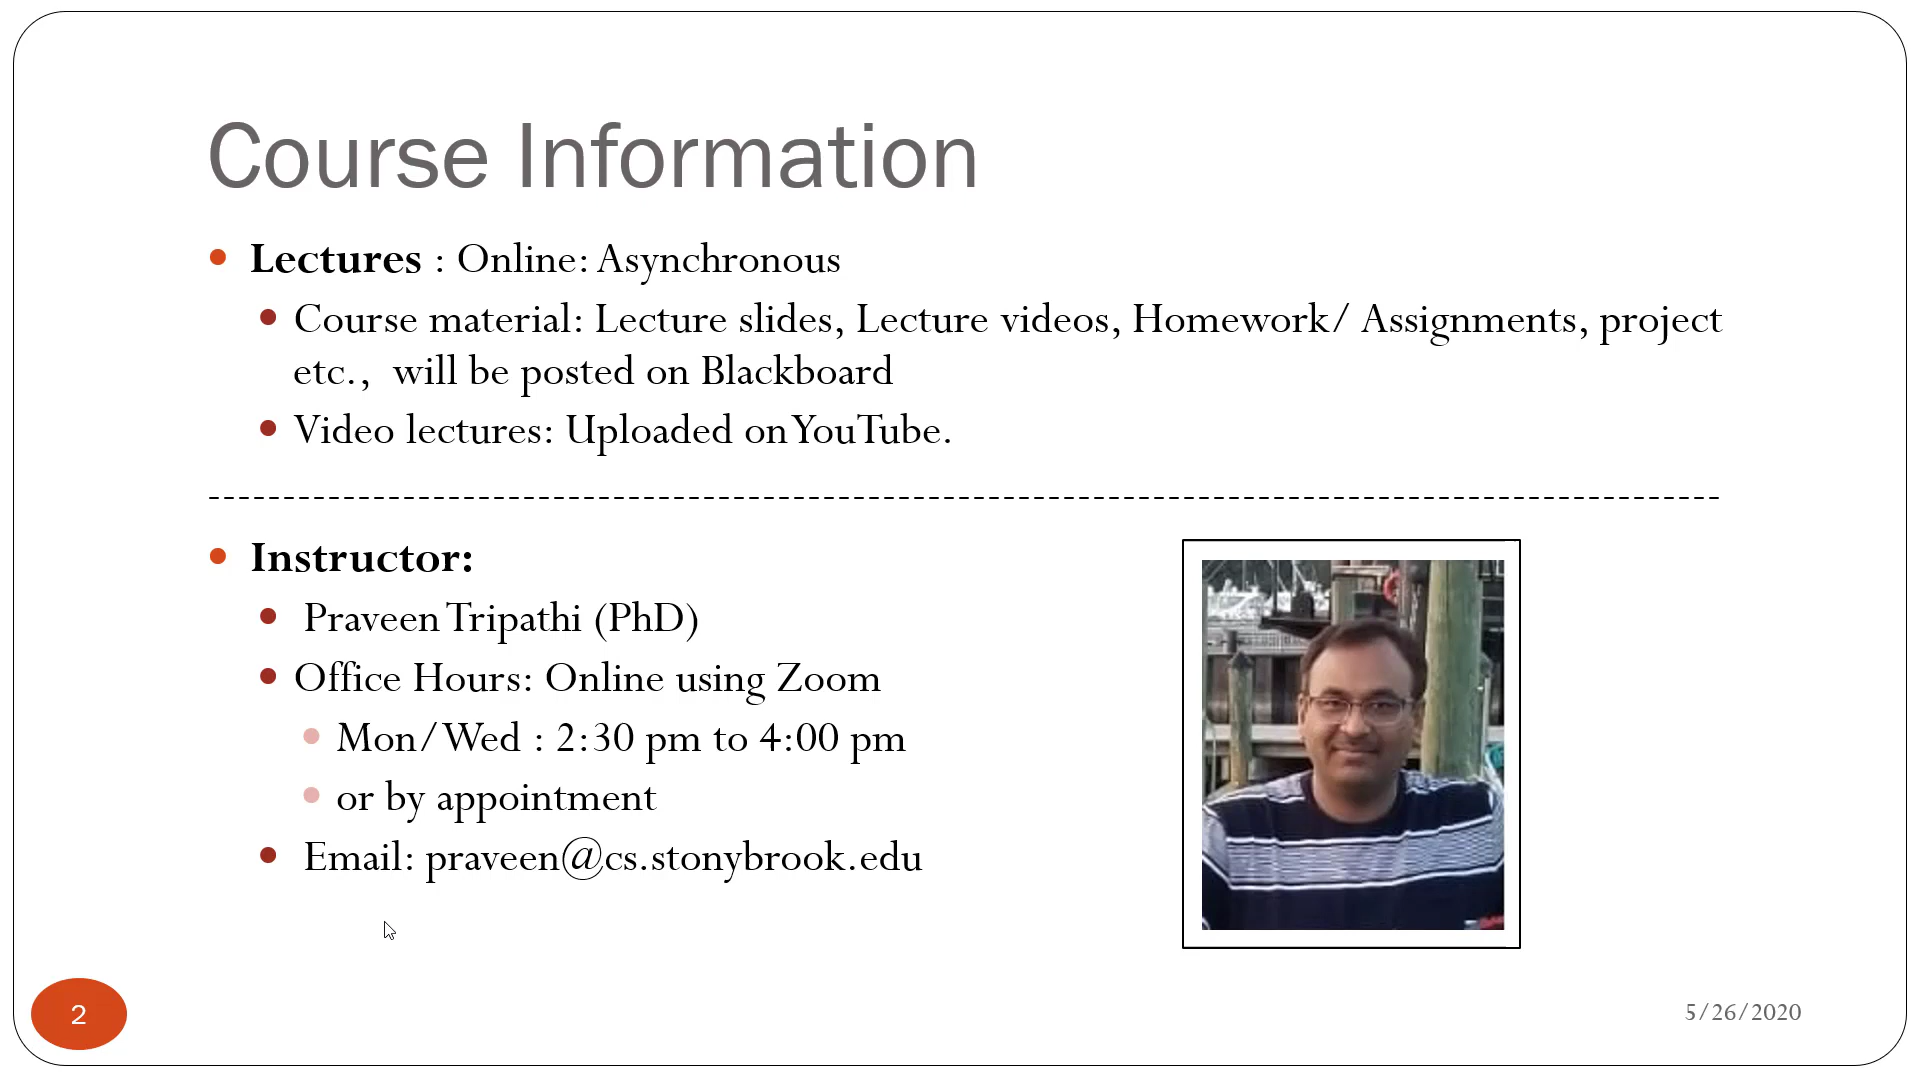 Course Information
Lectures : Online: Asynchronous
Course material: Lecture slides, Lecture videos, Homework/ Assignments, project
etc.,  will be posted on Blackboard
Video lectures: Uploaded on YouTube.
-----------------------------------------------------------------------------------------------------
Instructor:
Praveen Tripathi (PhD)
Office Hours: Online using Zoom
Mon/Wed : 2:30 pm to 4:00 pm
or by appointment
Email: praveen@cs.stonybrook.edu
2
5/26/2020